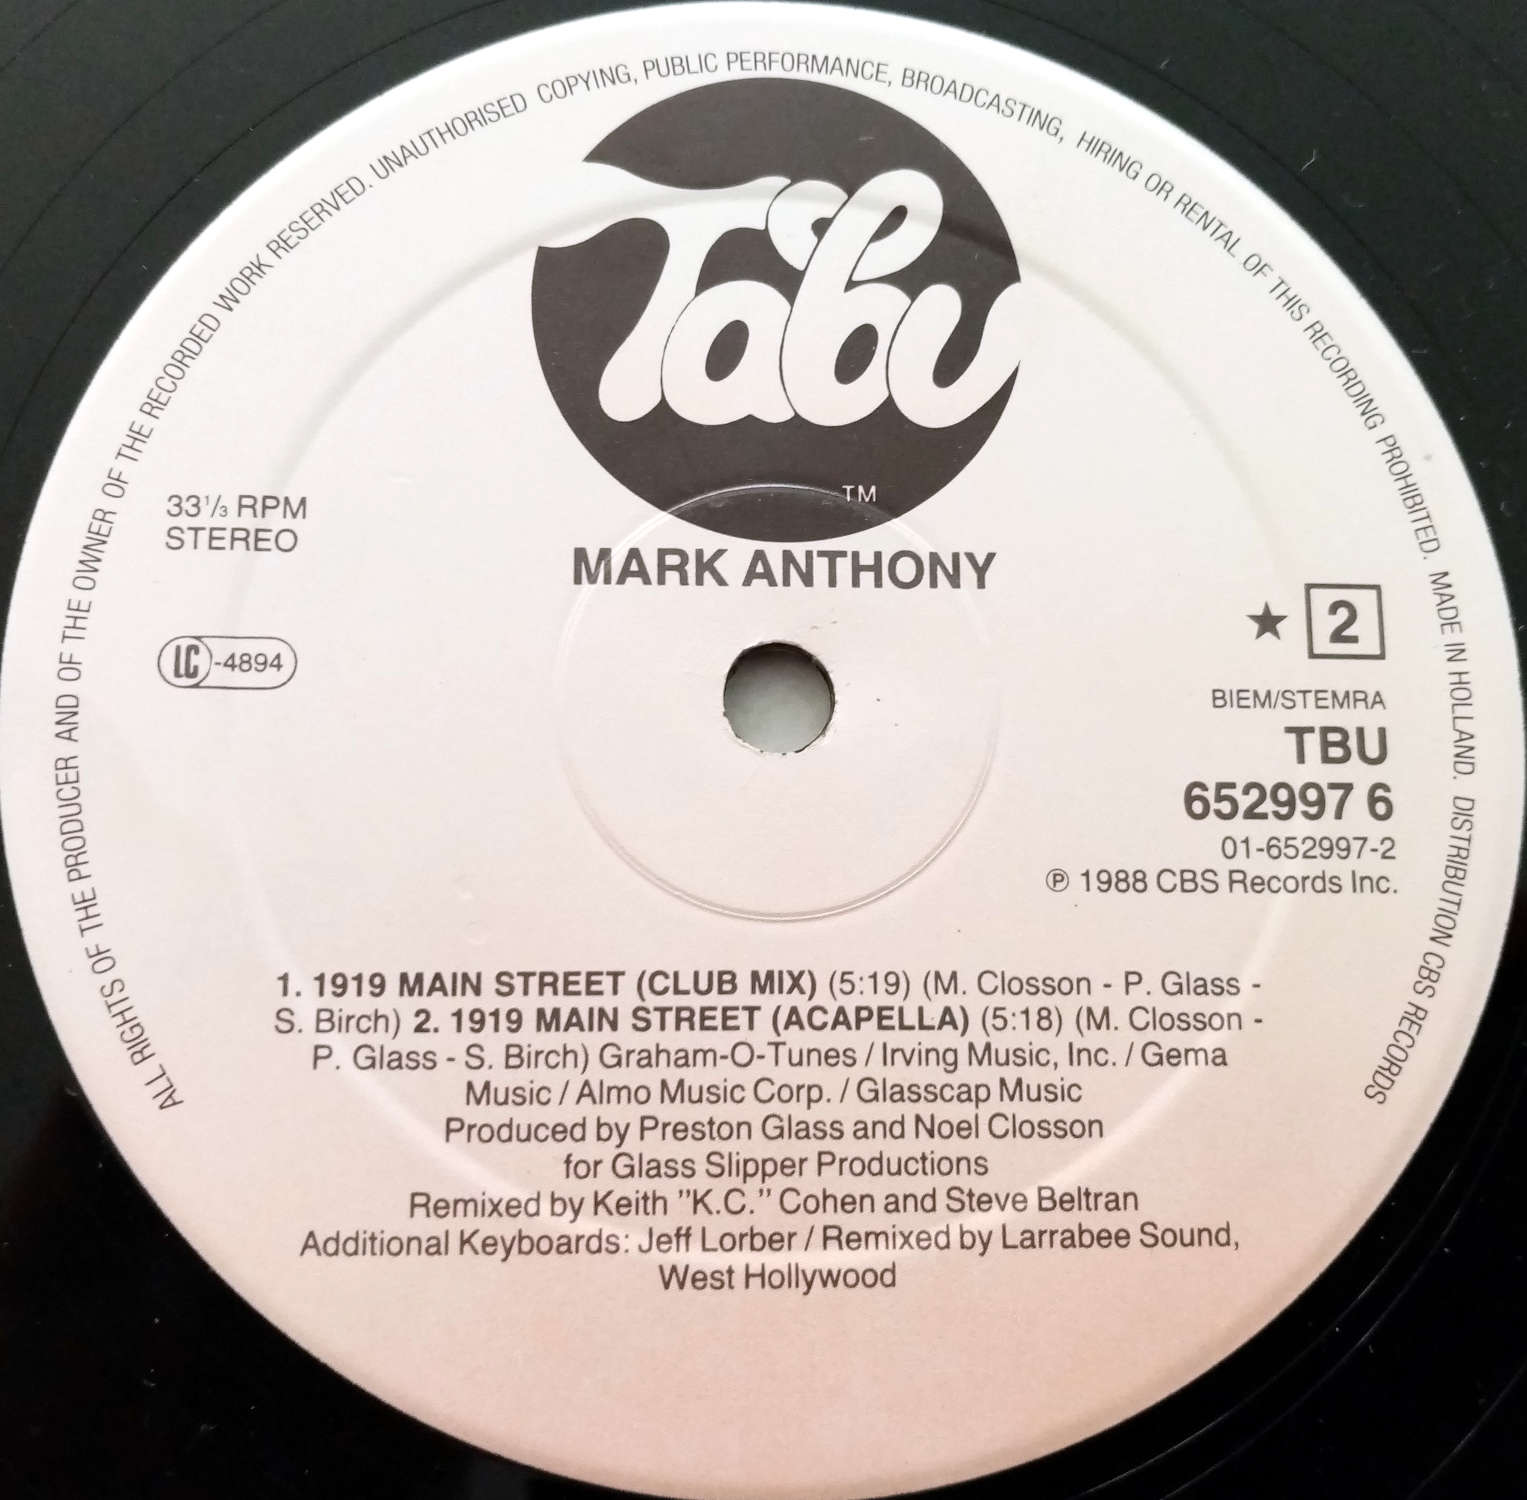 ALL RIGHTS OF THE PRODUCER AND OF THE OWNER OF THE RECORDED WORK RESERVED. UNAUTHORISED COPYING, PUBLIC PERFORMANCE, BROADCASTING, HIRING OR RENTAL OF THIS RECORDING PROHIBITED. MADE IN HOLLAND. DISTRIBUTION CBS RECORDS
Tabu
TM
33⅓ RPM
STEREO
MARK ANTHONY
LC-4894
★ 2
BIEM/STEMRA
TBU
652997 6
01-652997-2
℗ 1988 CBS Records Inc.
1. 1919 MAIN STREET (CLUB MIX) (5:19) (M. Closson - P. Glass -
S. Birch) 2. 1919 MAIN STREET (ACAPELLA) (5:18) (M. Closson -
P. Glass - S. Birch) Graham-O-Tunes / Irving Music, Inc. / Gema
Music / Almo Music Corp. / Glasscap Music
Produced by Preston Glass and Noel Closson
for Glass Slipper Productions
Remixed by Keith "K.C." Cohen and Steve Beltran
Additional Keyboards: Jeff Lorber / Remixed by Larrabee Sound,
West Hollywood